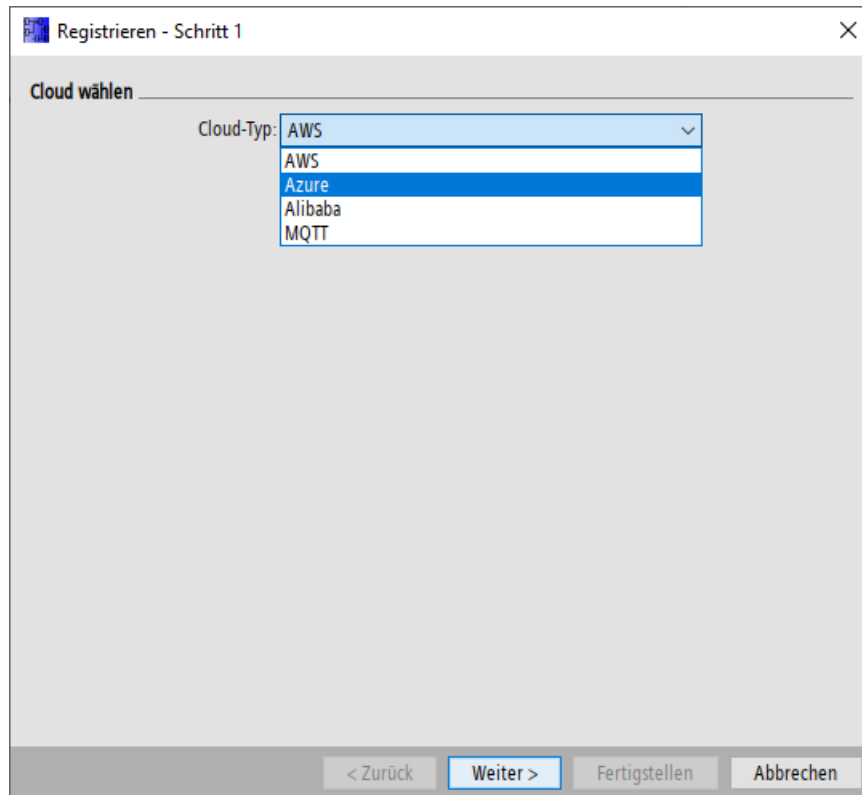 Registrieren - Schritt 1
Cloud wählen
Cloud-Typ: AWS
AWS
Azure
Alibaba
MQTT
< Zurück Weiter > Fertigstellen Abbrechen